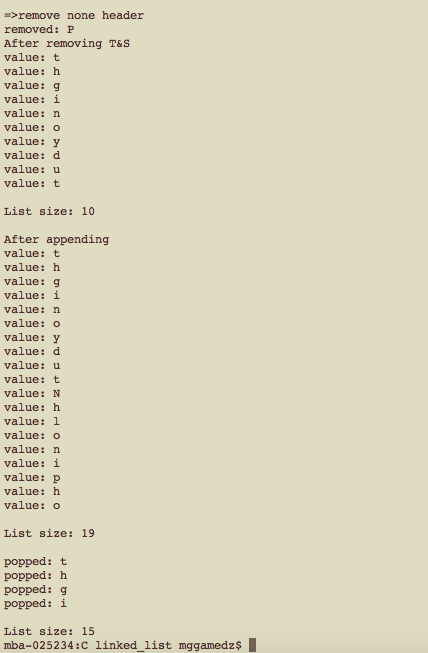 =>remove none header
removed: P
After removing T&S
value: t
value: h
value: g
value: i
value: n
value: o
value: y
value: d
value: u
value: t
List size: 10
After appending
value: t
value: h
value: g
value: i
value: n
value: o
value: y
value: d
value: u
value: t
value: N
value: h
value: l
value: o
value: n
value: i
value: p
value: h
value: o
List size: 19
popped: t
popped: h
popped: g
popped: i
List size: 15
mba-025234:C linked_list mggamedz$